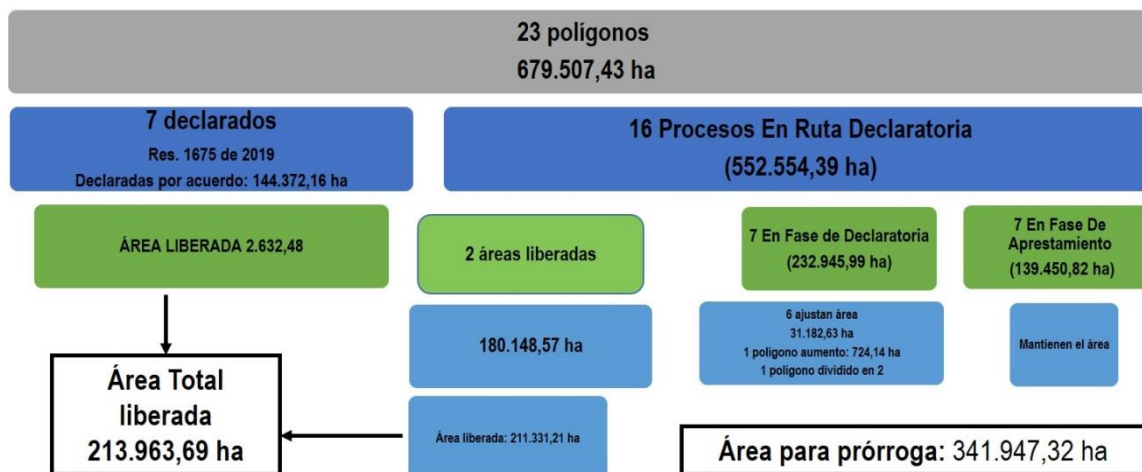 23 polígonos
679.507,43 ha
7 declarados
Res. 1675 de 2019
Declaradas por acuerdo: 144.372,16 ha
16 Procesos En Ruta Declaratoria
(552.554,39 ha)
ÁREA LIBERADA 2.632,48
2 áreas liberadas
7 En Fase de Declaratoria
(232.945,99 ha)
7 En Fase De
Aprestamiento
(139.450,82 ha)
180.148,57 ha
6 ajustan área
31.182,63 ha
1 polígono aumento: 724,14 ha
1 polígono dividido en 2
Mantienen el área
Área Total
liberada
213.963,69 ha
Área liberada: 211.331,21 ha
Área para prórroga: 341.947,32 ha